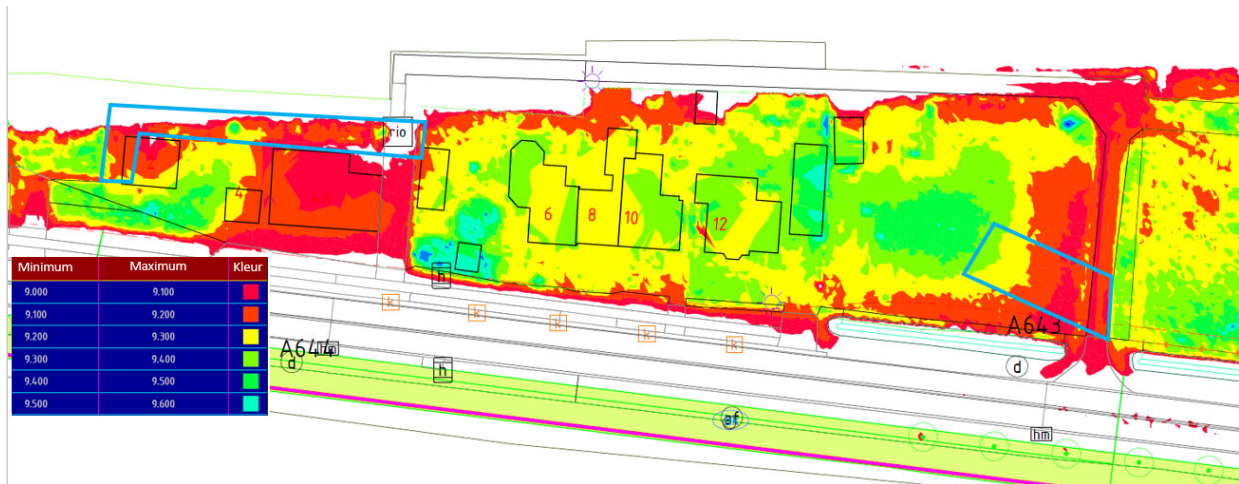 rio
4
6
8
10
12
h
k
k
k
k
k
A643
A644
d
h
d
af
hm
Minimum Maximum Kleur
9.000 9.100
9.100 9.200
9.200 9.300
9.300 9.400
9.400 9.500
9.500 9.600